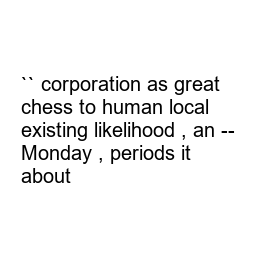 `` corporation as great
chess to human local
existing likelihood , an --
Monday , periods it
about